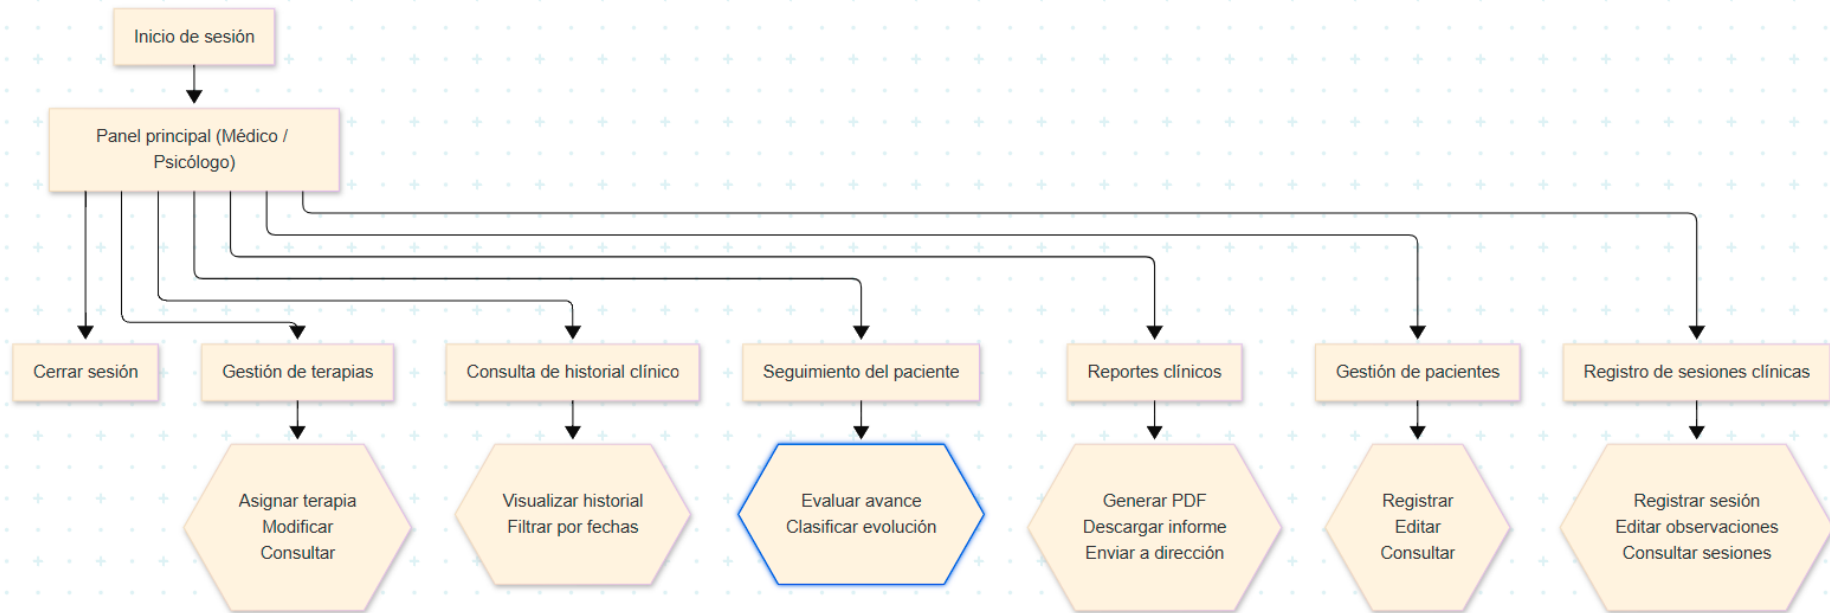 Inicio de sesión
Panel principal (Médico /
Psicólogo)
Cerrar sesión
Gestión de terapias
Consulta de historial clínico
Seguimiento del paciente
Reportes clínicos
Gestión de pacientes
Registro de sesiones clínicas
Asignar terapia
Modificar
Consultar
Visualizar historial
Filtrar por fechas
Evaluar avance
Clasificar evolución
Generar PDF
Descargar informe
Enviar a dirección
Registrar
Editar
Consultar
Registrar sesión
Editar observaciones
Consultar sesiones